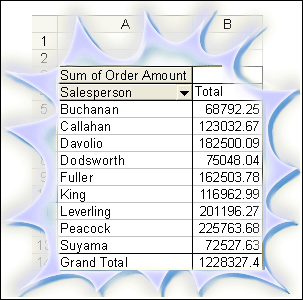 A B
1
2
Sum of Order Amount
Salesperson Total
5 Buchanan 68792.25
Callahan 123032.67
Davolio 182500.09
Dodsworth 75048.04
Fuller 162503.78
King 116962.99
Leverling 201196.27
Peacock 225763.68
Suyama 72527.63
Grand Total 1228327.4